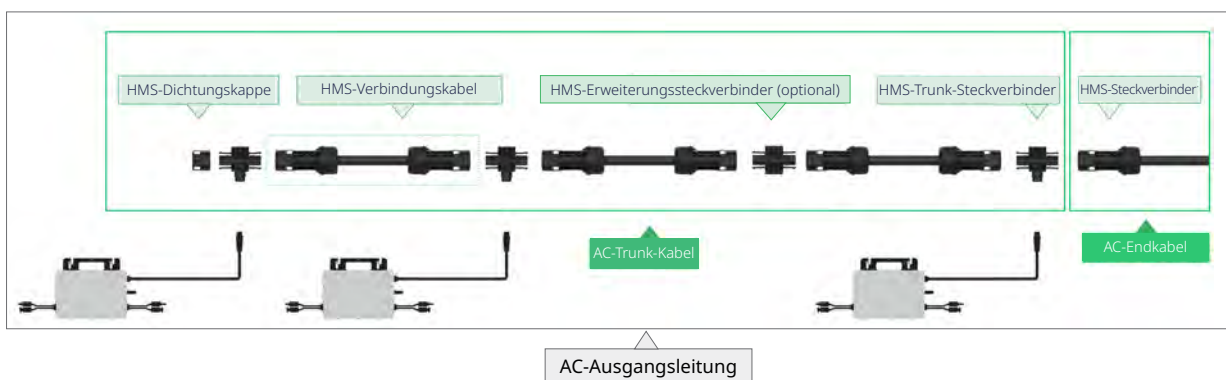 HMS-Dichtungskappe
HMS-Verbindungskabel
HMS-Erweiterungssteckverbinder (optional)
HMS-Trunk-Steckverbinder
HMS-Steckverbinder
AC-Trunk-Kabel
AC-Endkabel
AC-Ausgangsleitung